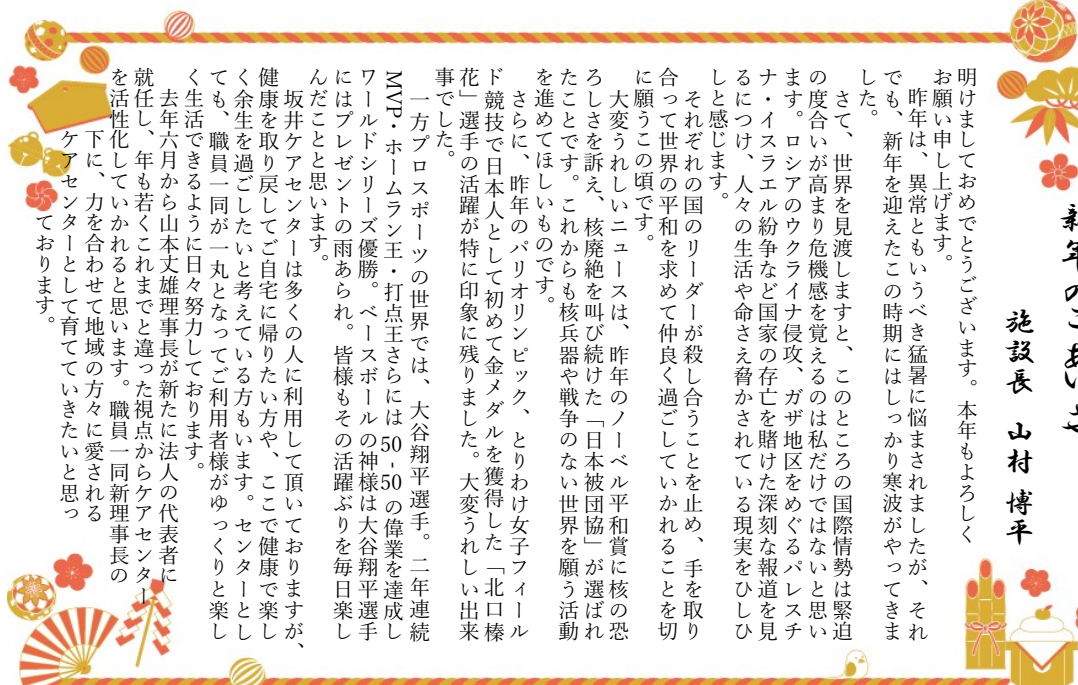 新年のごあいさつ
施設長　山村　博平
明けましておめでとうございます。本年もよろしく
お願い申し上げます。
昨年は、異常ともいうべき猛暑に悩まされましたが、それ
でも、新年を迎えたこの時期にはしっかり寒波がやってきま
した。
さて、世界を見渡しますと、このところの国際情勢は緊迫
の度合いが高まり危機感を覚えるのは私だけではないと思い
ます。ロシアのウクライナ侵攻、ガザ地区をめぐるパレスチ
ナ・イスラエル紛争など国家の存亡を賭けた深刻な報道を見
るにつけ、人々の生活や命さえ脅かされている現実をひしひ
しと感じます。
それぞれの国のリーダーが殺し合うことを止め、手を取り
合って世界の平和を求めて仲良く過ごしていかれることを切
に願うこの頃です。
大変うれしいニュースは、昨年のノーベル平和賞に核の恐
ろしさを訴え、核廃絶を叫び続けた「日本被団協」が選ばれ
たことです。これからも核兵器や戦争のない世界を願う活動
を進めてほしいものです。
さらに、昨年のパリオリンピック、とりわけ女子フィール
ド競技で日本人として初めて金メダルを獲得した「北口榛
花」選手の活躍が特に印象に残りました。大変うれしい出来
事でした。
一方プロスポーツの世界では、大谷翔平選手。二年連続
MVP・ホームラン王・打点王さらには 50 - 50 の偉業を達成し
ワールドシリーズ優勝。ベースボールの神様は大谷翔平選手
にはプレゼントの雨あられ。皆様もその活躍ぶりを毎日楽し
んだことと思います。
坂井ケアセンターは多くの人に利用して頂いておりますが、
健康を取り戻してご自宅に帰りたい方や、ここで健康で楽し
く余生を過ごしたいと考えている方もいます。センターとし
ても、職員一同が一丸となってご利用者様がゆっくりと楽し
く生活できるように日々努力しております。
去年六月から山本丈雄理事長が新たに法人の代表者に
就任し、年も若くこれまでと違った視点からケアセンター
を活性化していかれると思います。職員一同新理事長の
下に、力を合わせて地域の方々に愛される
ケアセンターとして育てていきたいと思っ
ております。